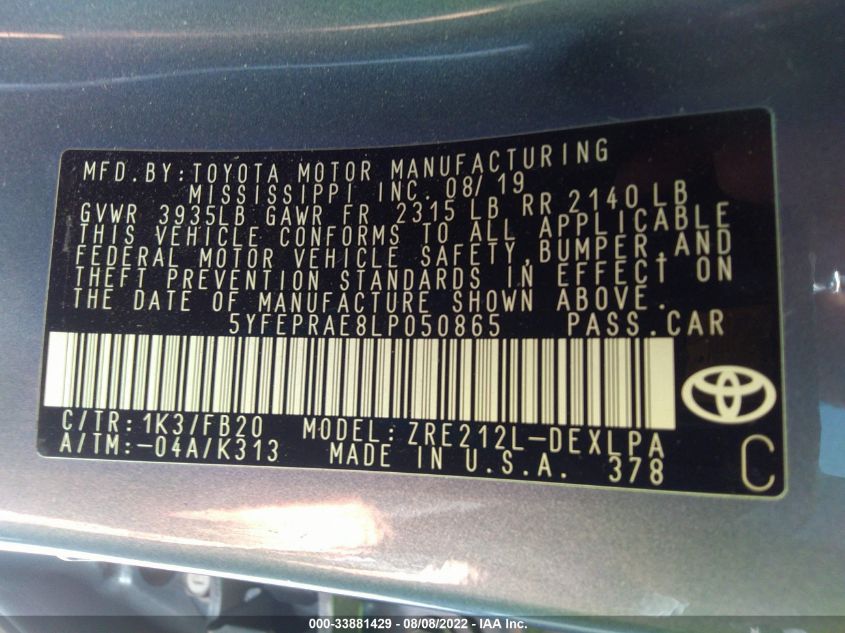 MFD.BY:TOYOTA MOTOR MANUFACTURING
MISSISSIPPI INC. 08/19
GVWR 3935LB GAWR FR 2315 LB RR 2140 LB
THIS VEHICLE CONFORMS TO ALL APPLICABLE
FEDERAL MOTOR VEHICLE SAFETY,BUMPER,AND
THEFT PREVENTION STANDARDS IN EFFECT ON
THE DATE OF MANUFACTURE SHOWN ABOVE.
5YFEPRAE8LP050865 PASS.CAR
C/TR:1K3/FB20 MODEL:ZRE212L-DEXLPA
A/TM:-04A/K313 MADE IN U.S.A. 378
C
000-33881429 - 08/08/2022 - IAA Inc.